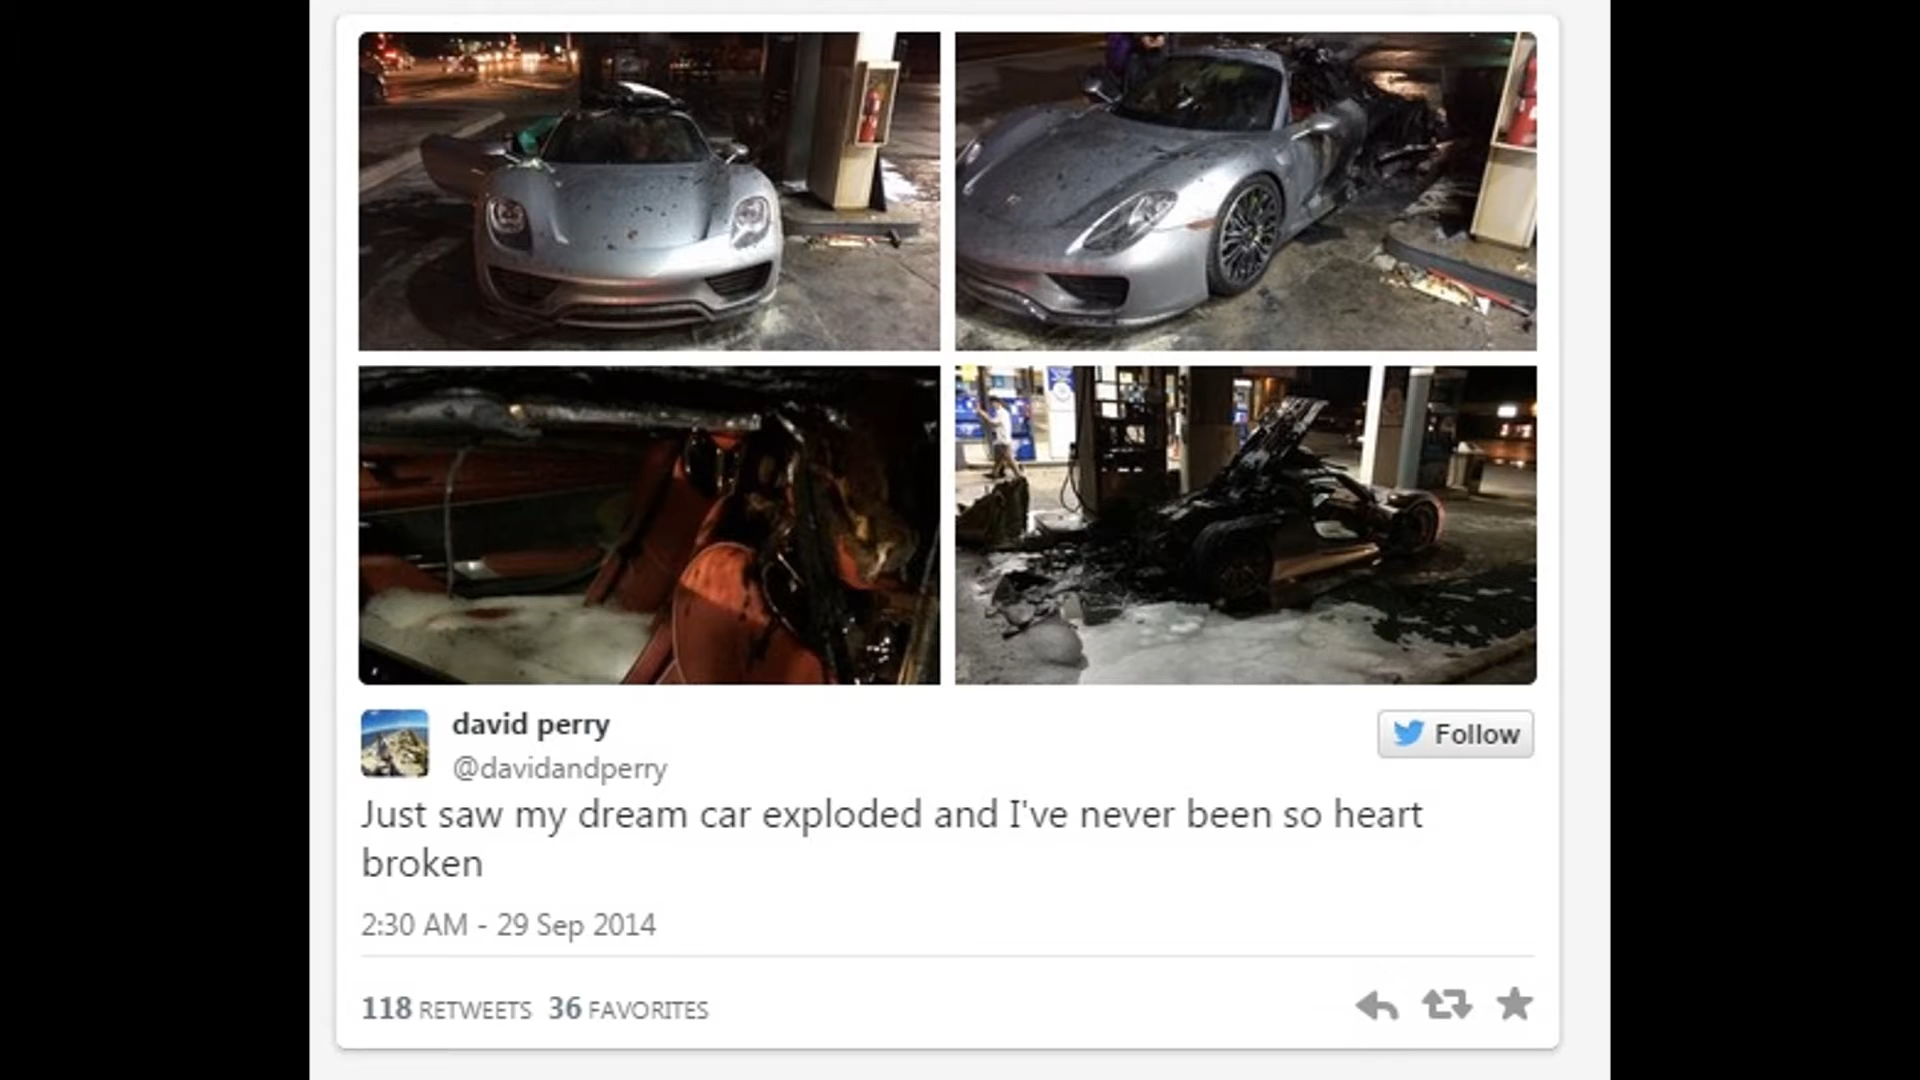 david perry
@davidandperry
Follow
Just saw my dream car exploded and I've never been so heart
broken
2:30 AM - 29 Sep 2014
118 RETWEETS 36 FAVORITES